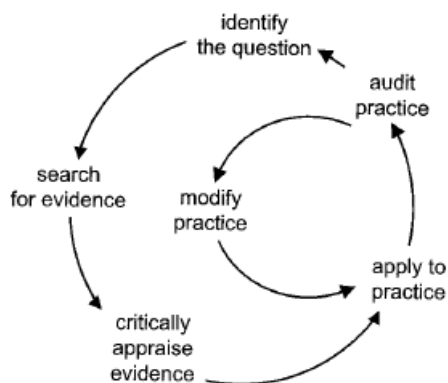 identify
the question
audit
practice
search
for evidence
modify
practice
apply to
practice
critically
appraise
evidence